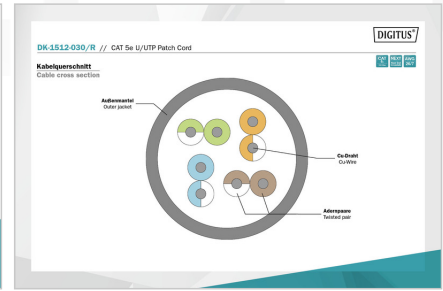 DIGITUS®
DK-1512-030/R // CAT 5e U/UTP Patch Cord
Kabelquerschnitt
Cable cross section
Außenmantel
Outer jacket
Cu-Draht
Cu-Wire
Adernpaare
Twisted pair